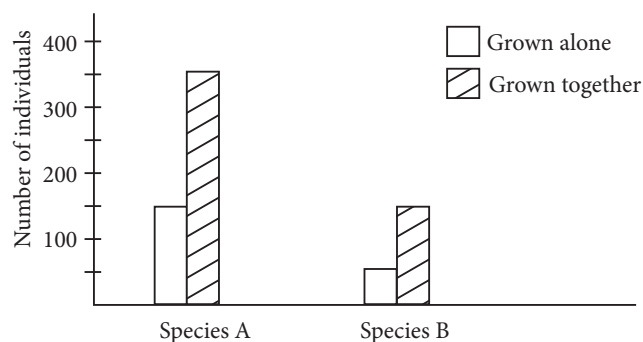 Number of individuals
400
300
200
100
Grown alone
Grown together
Species A
Species B